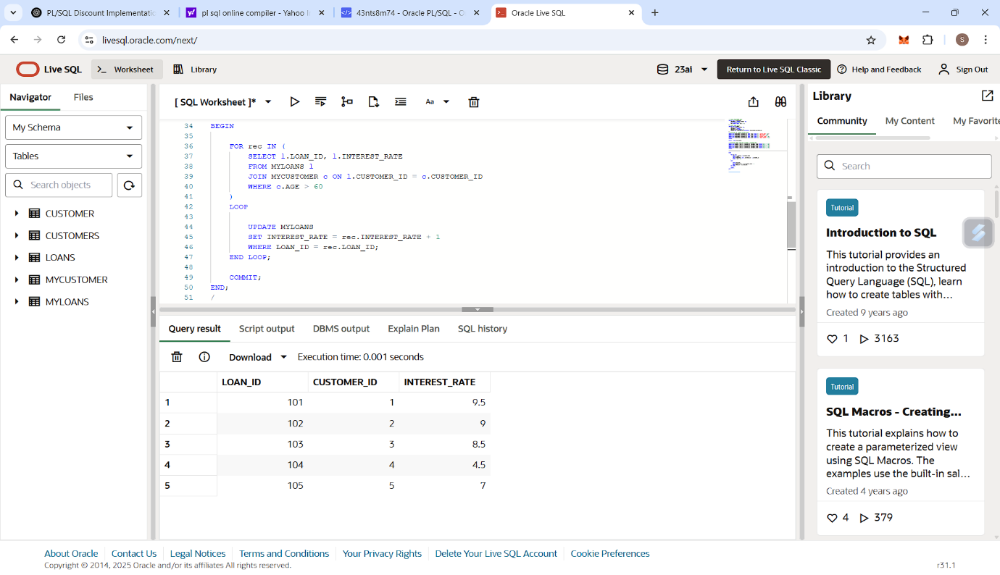 PL/SQL Discount Implementatio
pl sql online compiler - Yahoo I
43nts8m74 - Oracle PL/SQL - O
Oracle Live SQL
livesql.oracle.com/next/
S
Live SQL
Worksheet
Library
23ai
Return to Live SQL Classic
Help and Feedback
Sign Out
Navigator
Files
My Schema
Tables
Search objects
CUSTOMER
CUSTOMERS
LOANS
MYCUSTOMER
MYLOANS
[ SQL Worksheet ]*
Aa
34 BEGIN
35
36 FOR rec IN (
37 SELECT l.LOAN_ID, l.INTEREST_RATE
38 FROM MYLOANS l
39 JOIN MYCUSTOMER c ON l.CUSTOMER_ID = c.CUSTOMER_ID
40 WHERE c.AGE > 60
41 )
42 LOOP
43
44 UPDATE MYLOANS
45 SET INTEREST_RATE = rec.INTEREST_RATE + 1
46 WHERE LOAN_ID = rec.LOAN_ID;
47 END LOOP;
48
49 COMMIT;
50 END;
51 /
Query result
Script output
DBMS output
Explain Plan
SQL history
Download
Execution time: 0.001 seconds
LOAN_ID CUSTOMER_ID INTEREST_RATE
1 101 1 9.5
2 102 2 9
3 103 3 8.5
4 104 4 4.5
5 105 5 7
Library
Community
My Content
My Favorite
Search
Tutorial
Introduction to SQL
This tutorial provides an
introduction to the Structured
Query Language (SQL), learn
how to create tables with...
Created 9 years ago
1 3163
Tutorial
SQL Macros - Creating...
This tutorial explains how to
create a parameterized view
using SQL Macros. The
examples use the built-in sal...
Created 4 years ago
4 379
About Oracle
Contact Us
Legal Notices
Terms and Conditions
Your Privacy Rights
Delete Your Live SQL Account
Cookie Preferences
Copyright © 2014, 2025 Oracle and/or its affiliates All rights reserved.
r31.1